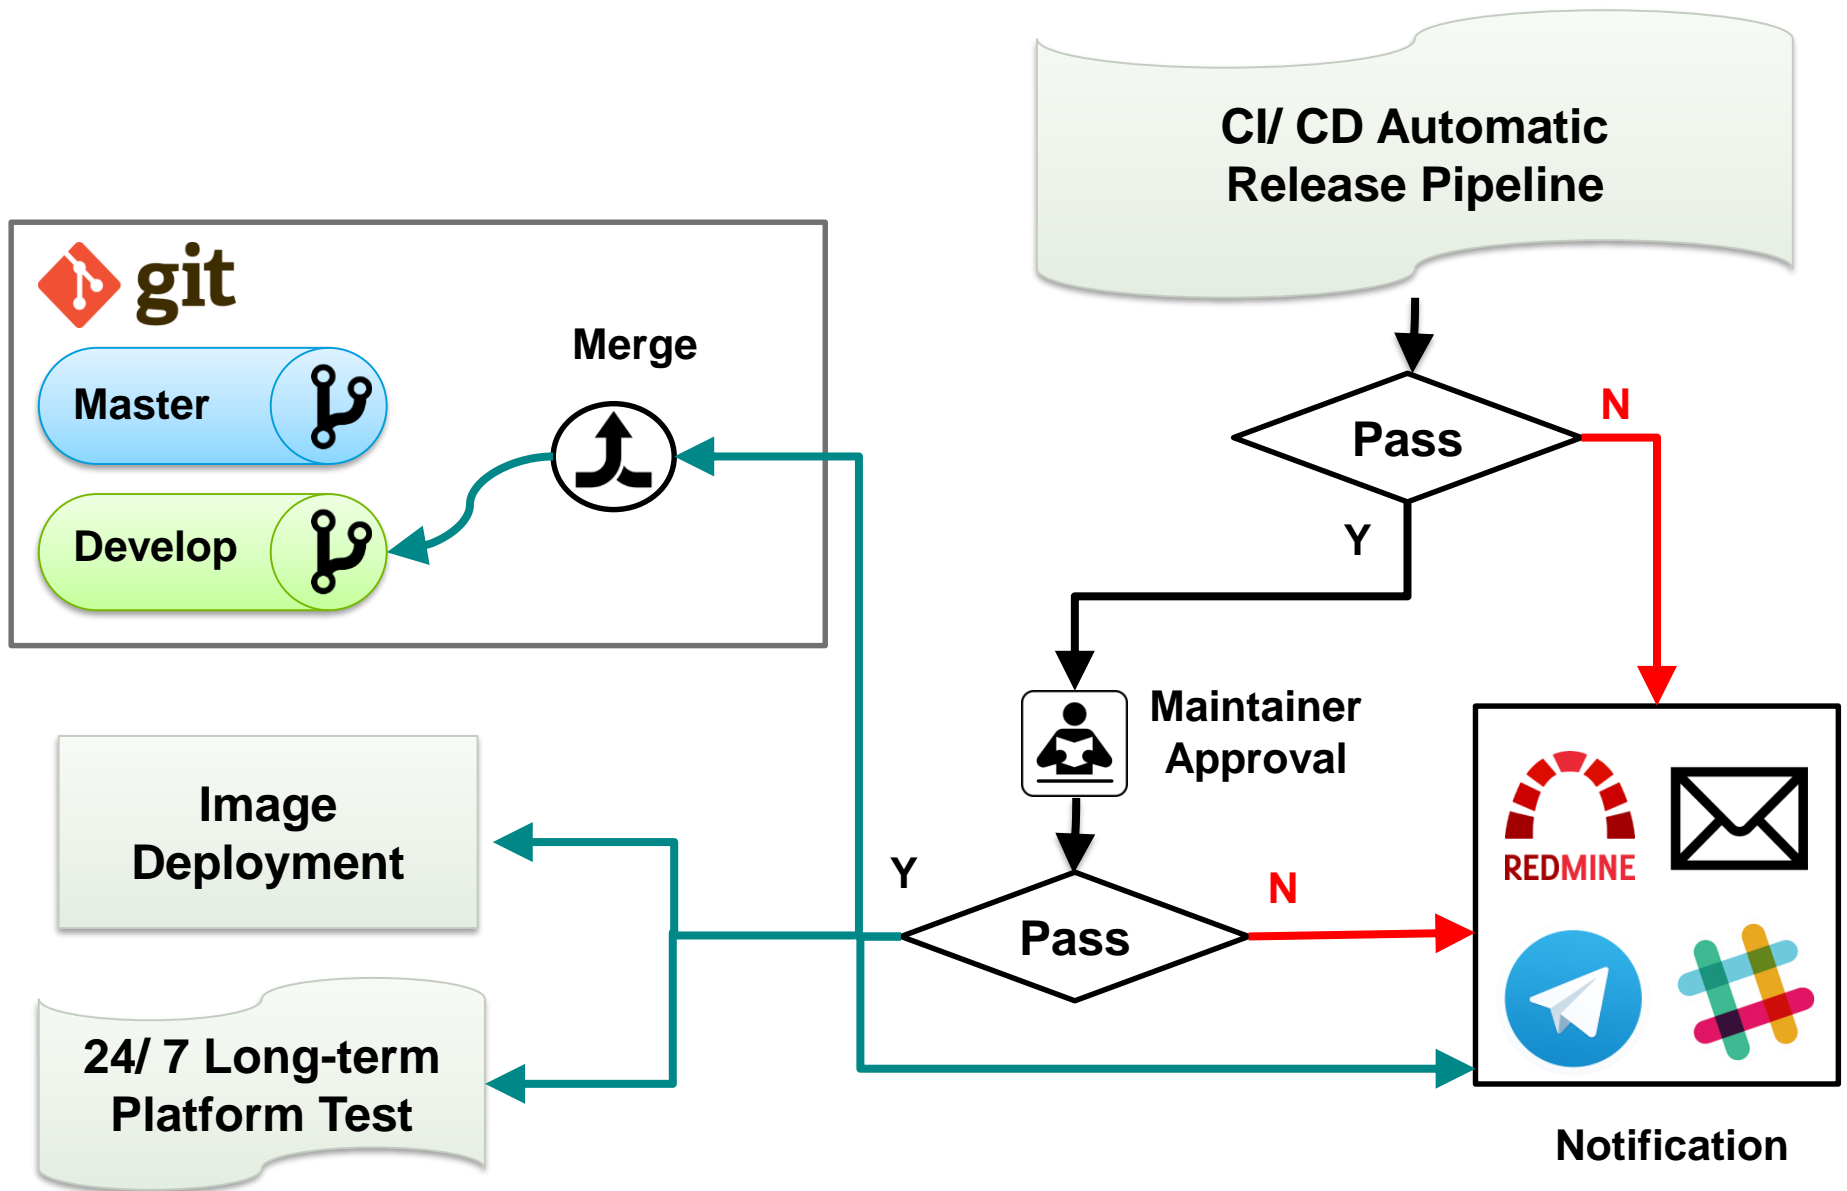 CI/ CD Automatic
Release Pipeline
git
Merge
Master
Develop
Pass
N
Y
Maintainer
Approval
Image
Deployment
REDMINE
Y
N
Pass
24/ 7 Long-term
Platform Test
Notification